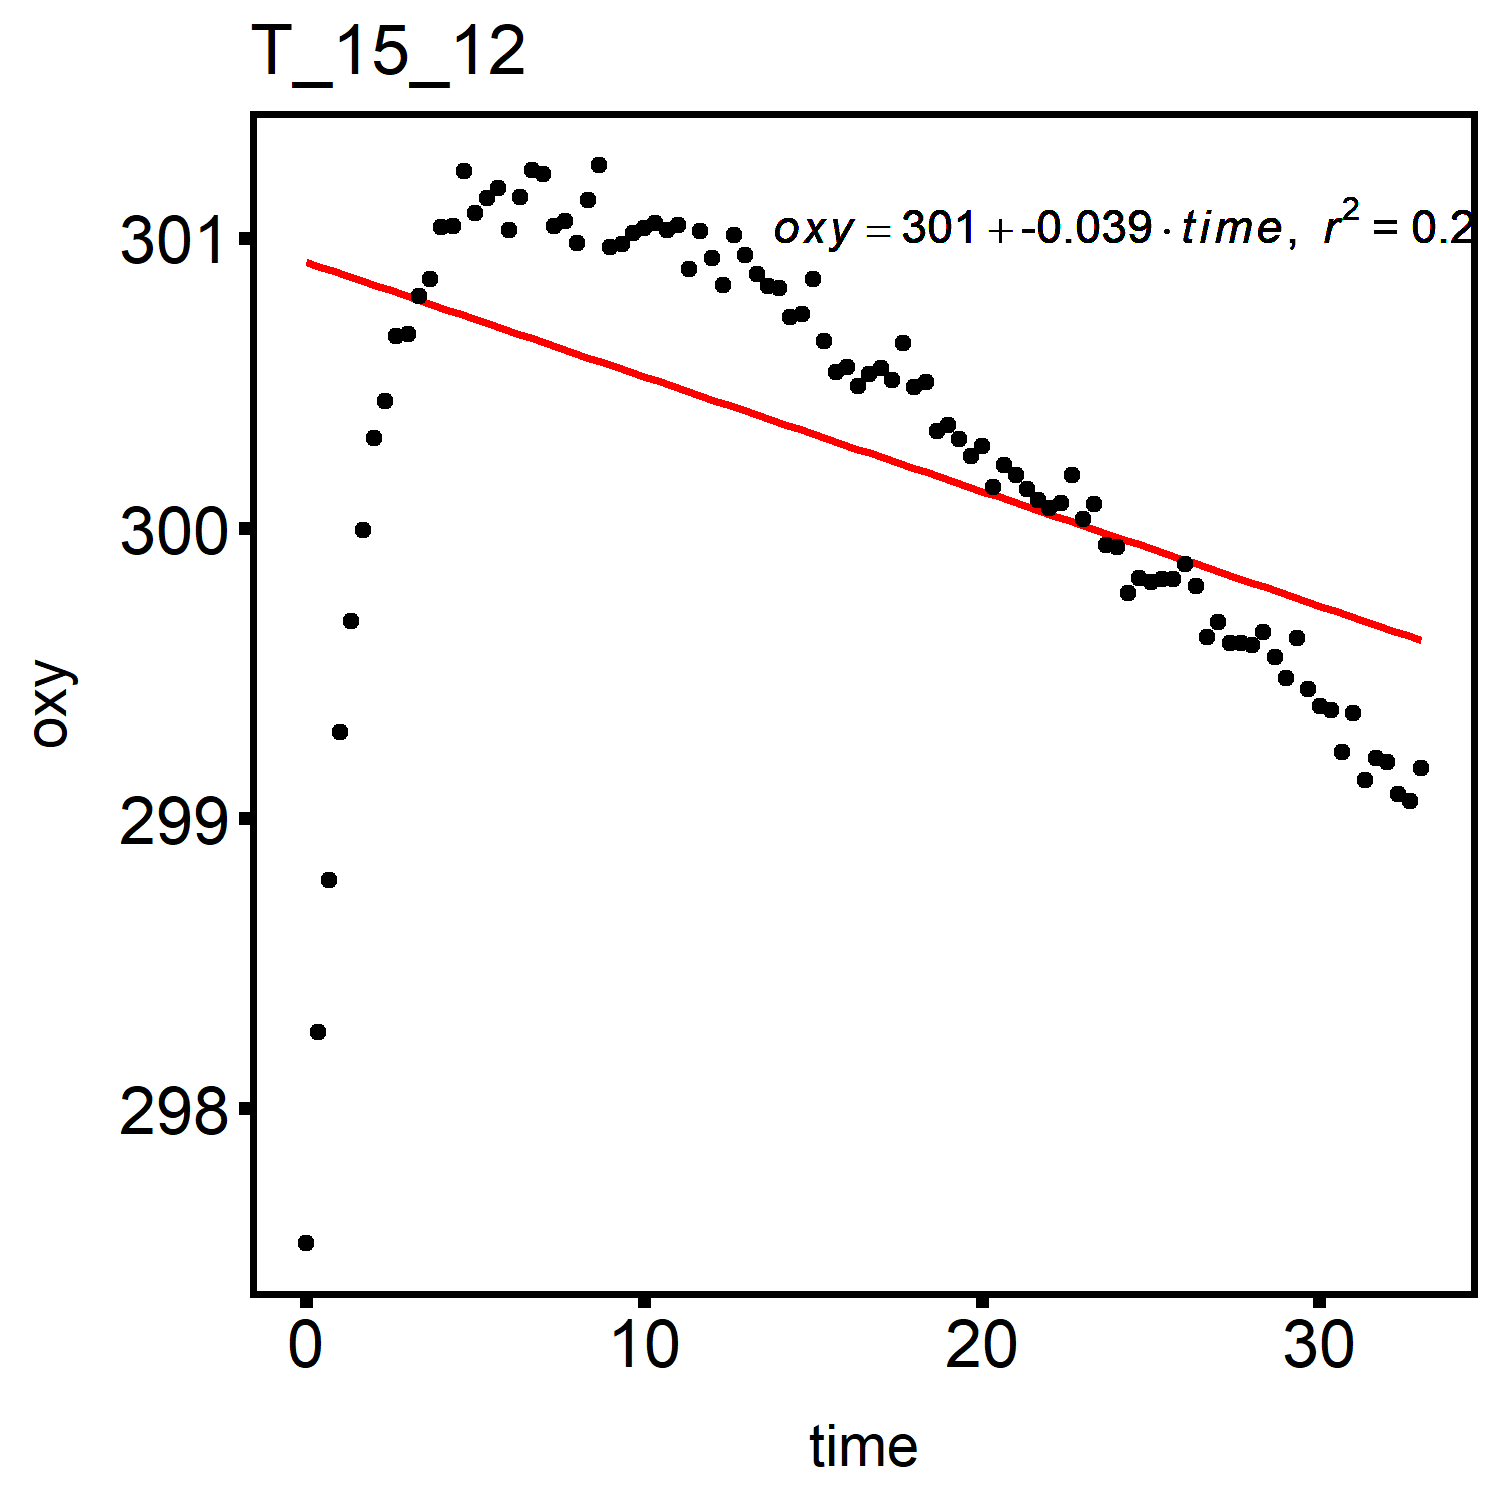 T_15_12
oxy = 301 + -0.039 · time, r² = 0.2
301
300
299
298
oxy
0 10 20 30
time